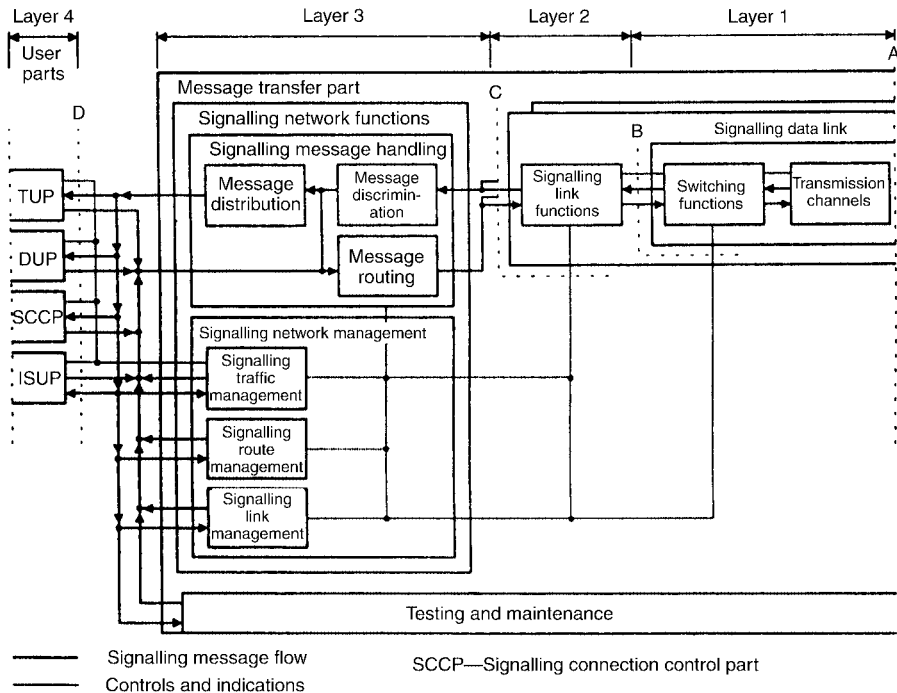 Layer 4
Layer 3
Layer 2
Layer 1
User
parts
A
Message transfer part
C
D
Signalling network functions
B
Signalling data link
Signalling message handling
TUP
Message
distribution
Message
discrimin-
ation
Signalling
link
functions
Switching
functions
Transmission
channels
DUP
Message
routing
SCCP
Signalling network management
ISUP
Signalling
traffic
management
Signalling
route
management
Signalling
link
management
Testing and maintenance
Signalling message flow
SCCP—Signalling connection control part
Controls and indications